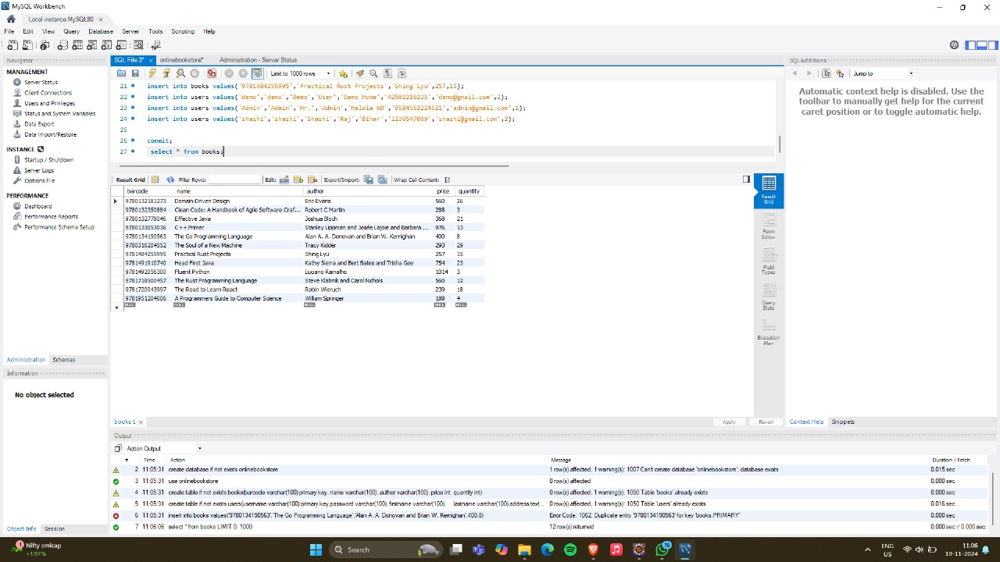 MySQL Workbench
Local instance MySQL80
File Edit View Query Database Server Tools Scripting Help
Navigator
MANAGEMENT
Server Status
Client Connections
Users and Privileges
Status and System Variables
Data Export
Data Import/Restore
INSTANCE
Startup / Shutdown
Server Logs
Options File
PERFORMANCE
Dashboard
Performance Reports
Performance Schema Setup
Administration Schemas
Information
No object selected
Object Info Session
SQL File 3* onlinebookstore* Administration - Server Status
Limit to 1000 rows
21 insert into books values('9781484255995','Practical Rust Projects','Shing Lyu',257,15);
22 insert into users values('demo','demo','Demo','User','Demo Home','42502216225','demo@gmail.com',2);
23 insert into users values('Admin','Admin','Mr.','Admin','Haldia WB','9584552224521','admin@gmail.com',1);
24 insert into users values('shashi','shashi','Shashi','Raj','Bihar','1236547089','shashi@gmail.com',2);
25
26 commit;
27 select * from books;
Result Grid Filter Rows: Edit: Export/Import: Wrap Cell Content:
barcode name author price quantity
9780132181273 Domain-Driven Design Eric Evans 560 26
9780132350884 Clean Code: A Handbook of Agile Software Craf... Robert C Martin 288 3
9780132778046 Effective Java Joshua Bloch 368 21
9780133053036 C++ Primer Stanley Lippman and Josée Lajoie and Barbara ... 976 13
9780134190563 The Go Programming Language Alan A. A. Donovan and Brian W. Kernighan 400 8
9780316204552 The Soul of a New Machine Tracy Kidder 293 29
9781484255995 Practical Rust Projects Shing Lyu 257 15
9781491910740 Head First Java Kathy Sierra and Bert Bates and Trisha Gee 754 23
9781492056300 Fluent Python Luciano Ramalho 1014 3
9781718500457 The Rust Programming Language Steve Klabnik and Carol Nichols 560 12
9781720043997 The Road to Learn React Robin Wieruch 239 18
9781951204006 A Programmers Guide to Computer Science William Springer 188 4
NULL NULL NULL NULL NULL
Result Grid
Form Editor
Field Types
Query Stats
Execution Plan
books 1
Apply Revert
SQL Additions
Jump to
Automatic context help is disabled. Use the
toolbar to manually get help for the current
caret position or to toggle automatic help.
Context Help Snippets
Output
Action Output
# Time Action Message Duration / Fetch
2 11:05:31 create database if not exists onlinebookstore 1 row(s) affected, 1 warning(s): 1007 Can't create database 'onlinebookstore'; database exists 0.015 sec
3 11:05:31 use onlinebookstore 0 row(s) affected 0.000 sec
4 11:05:31 create table if not exists books(barcode varchar(100) primary key, name varchar(100), author varchar(100), price int, quantity int) 0 row(s) affected, 1 warning(s): 1050 Table 'books' already exists 0.000 sec
5 11:05:31 create table if not exists users(username varchar(100) primary key,password varchar(100), firstname varchar(100), lastname varchar(100),address text... 0 row(s) affected, 1 warning(s): 1050 Table 'users' already exists 0.016 sec
6 11:05:31 insert into books values('9780134190563','The Go Programming Language','Alan A. A. Donovan and Brian W. Kernighan',400,8) Error Code: 1062. Duplicate entry '9780134190563' for key 'books.PRIMARY' 0.000 sec
7 11:06:06 select * from books LIMIT 0, 1000 12 row(s) returned 0.000 sec / 0.000 sec
Nifty smlcap
+1.97%
Search
16
ENG
US
11:06
19-11-2024